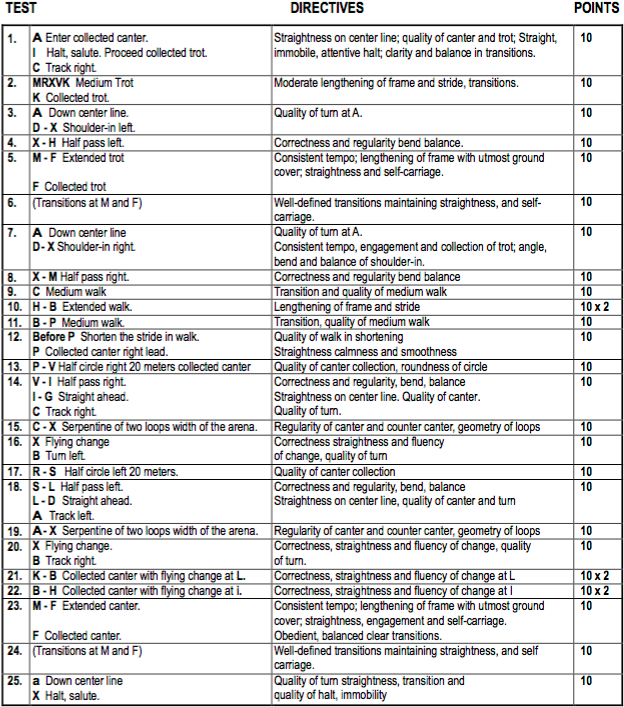 TEST DIRECTIVES POINTS
1. A Enter collected canter. Straightness on center line; quality of canter and trot; Straight, 10
I Halt, salute. Proceed collected trot. immobile, attentive halt; clarity and balance in transitions.
C Track right.
2. MRXVK Medium Trot Moderate lengthening of frame and stride, transitions. 10
K Collected trot.
3. A Down center line. Quality of turn at A. 10
D - X Shoulder-in left.
4. X - H Half pass left. Correctness and regularity bend balance. 10
5. M - F Extended trot Consistent tempo; lengthening of frame with utmost ground 10
cover; straightness and self-carriage.
F Collected trot
6. (Transitions at M and F) Well-defined transitions maintaining straightness, and self- 10
carriage.
7. A Down center line Quality of turn at A. 10
D - X Shoulder-in right. Consistent tempo, engagement and collection of trot; angle,
bend and balance of shoulder-in.
8. X - M Half pass right. Correctness and regularity bend balance 10
9. C Medium walk Transition and quality of medium walk 10
10. H - B Extended walk. Lengthening of frame and stride 10 x 2
11. B - P Medium walk. Transition, quality of medium walk 10
12. Before P Shorten the stride in walk. Quality of walk in shortening 10
P Collected canter right lead. Straightness calmness and smoothness
13. P - V Half circle right 20 meters collected canter Quality of canter collection, roundness of circle 10
14. V - I Half pass right. Correctness and regularity, bend, balance 10
I - G Straight ahead. Straightness on center line. Quality of canter.
C Track right. Quality of turn.
15. C - X Serpentine of two loops width of the arena. Regularity of canter and counter canter, geometry of loops 10
16. X Flying change Correctness straightness and fluency 10
B Turn left. of change, quality of turn
17. R - S Half circle left 20 meters. Quality of canter collection 10
18. S - L Half pass left. Correctness and regularity, bend, balance 10
L - D Straight ahead. Straightness on center line, quality of canter and turn
A Track left.
19. A - X Serpentine of two loops width of the arena. Regularity of canter and counter canter, geometry of loops 10
20. X Flying change. Correctness, straightness and fluency of change, quality 10
B Track right. of turn.
21. K - B Collected canter with flying change at L. Correctness, straightness and fluency of change at L 10 x 2
22. B - H Collected canter with flying change at i. Correctness, straightness and fluency of change at I 10 x 2
23. M - F Extended canter. Consistent tempo; lengthening of frame with utmost ground 10
cover; straightness, engagement and self-carriage.
F Collected canter. Obedient, balanced clear transitions.
24. (Transitions at M and F) Well-defined transitions maintaining straightness, and self 10
carriage.
25. a Down center line Quality of turn straightness, transition and 10
X Halt, salute. quality of halt, immobility